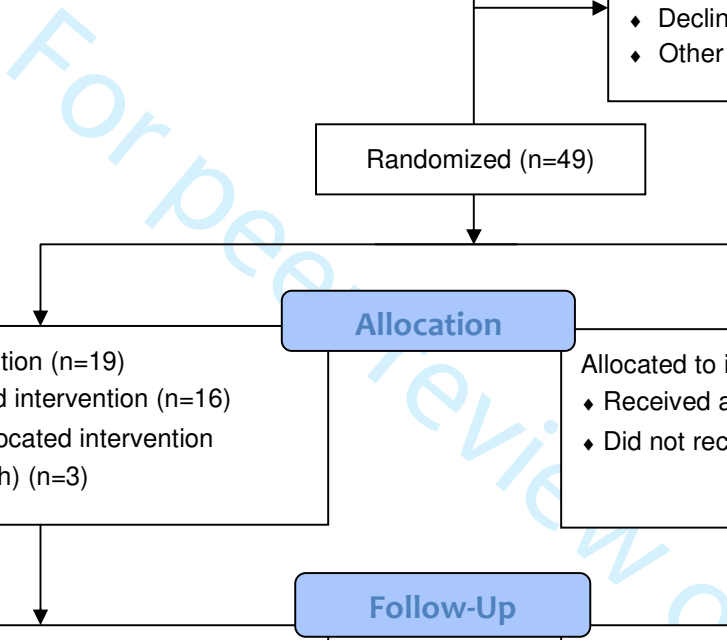 ♦ Declin
♦ Other
Randomized (n=49)
Allocation
tion (n=19)
d intervention (n=16)
ocated intervention
h) (n=3)
Allocated to i
♦ Received a
♦ Did not rec
Follow-Up
For peer review o